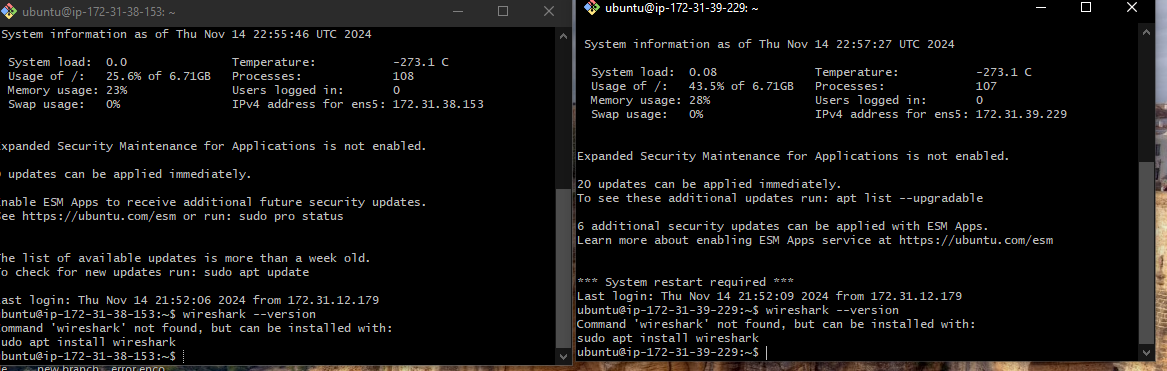 ubuntu@ip-172-31-38-153: ~
System information as of Thu Nov 14 22:55:46 UTC 2024
System load: 0.0 Temperature: -273.1 C
Usage of /: 25.6% of 6.71GB Processes: 108
Memory usage: 23% Users logged in: 0
Swap usage: 0% IPv4 address for ens5: 172.31.38.153
xpanded Security Maintenance for Applications is not enabled.
updates can be applied immediately.
nable ESM Apps to receive additional future security updates.
See https://ubuntu.com/esm or run: sudo pro status
The list of available updates is more than a week old.
To check for new updates run: sudo apt update
Last login: Thu Nov 14 21:52:06 2024 from 172.31.12.179
ubuntu@ip-172-31-38-153:~$ wireshark --version
Command 'wireshark' not found, but can be installed with:
sudo apt install wireshark
ubuntu@ip-172-31-38-153:~$
ubuntu@ip-172-31-39-229: ~
System information as of Thu Nov 14 22:57:27 UTC 2024
System load: 0.08 Temperature: -273.1 C
Usage of /: 43.5% of 6.71GB Processes: 107
Memory usage: 28% Users logged in: 0
Swap usage: 0% IPv4 address for ens5: 172.31.39.229
Expanded Security Maintenance for Applications is not enabled.
20 updates can be applied immediately.
To see these additional updates run: apt list --upgradable
6 additional security updates can be applied with ESM Apps.
Learn more about enabling ESM Apps service at https://ubuntu.com/esm
*** System restart required ***
Last login: Thu Nov 14 21:52:09 2024 from 172.31.12.179
ubuntu@ip-172-31-39-229:~$ wireshark --version
Command 'wireshark' not found, but can be installed with:
sudo apt install wireshark
ubuntu@ip-172-31-39-229:~$